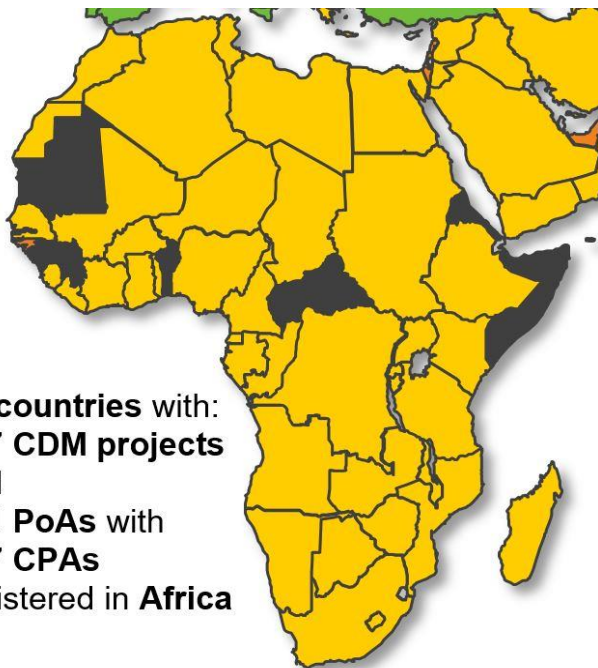 countries with:
CDM projects
PoAs with
CPAs
istered in Africa